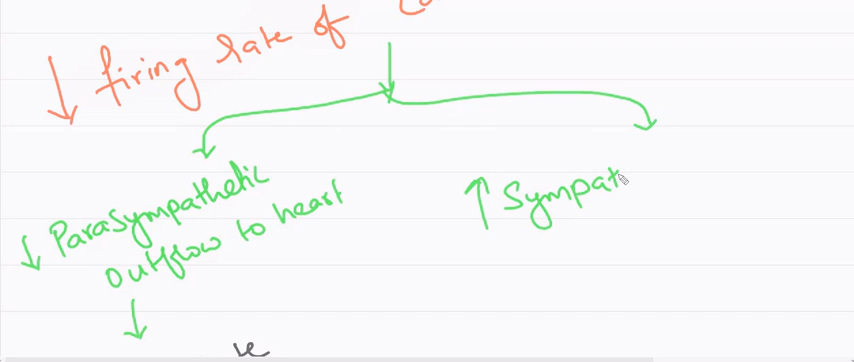 ↓ firing rate of
↓ Parasympathetic
outflow to heart
↓
↑ Sympat